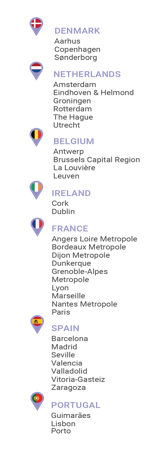 DENMARK
Aarhus
Copenhagen
Sønderborg
NETHERLANDS
Amsterdam
Eindhoven & Helmond
Groningen
Rotterdam
The Hague
Utrecht
BELGIUM
Antwerp
Brussels Capital Region
La Louvière
Leuven
IRELAND
Cork
Dublin
FRANCE
Angers Loire Metropole
Bordeaux Metropole
Dijon Metropole
Dunkerque
Grenoble-Alpes
Metropole
Lyon
Marseille
Nantes Metropole
Paris
SPAIN
Barcelona
Madrid
Seville
Valencia
Valladolid
Vitoria-Gasteiz
Zaragoza
PORTUGAL
Guimarães
Lisbon
Porto